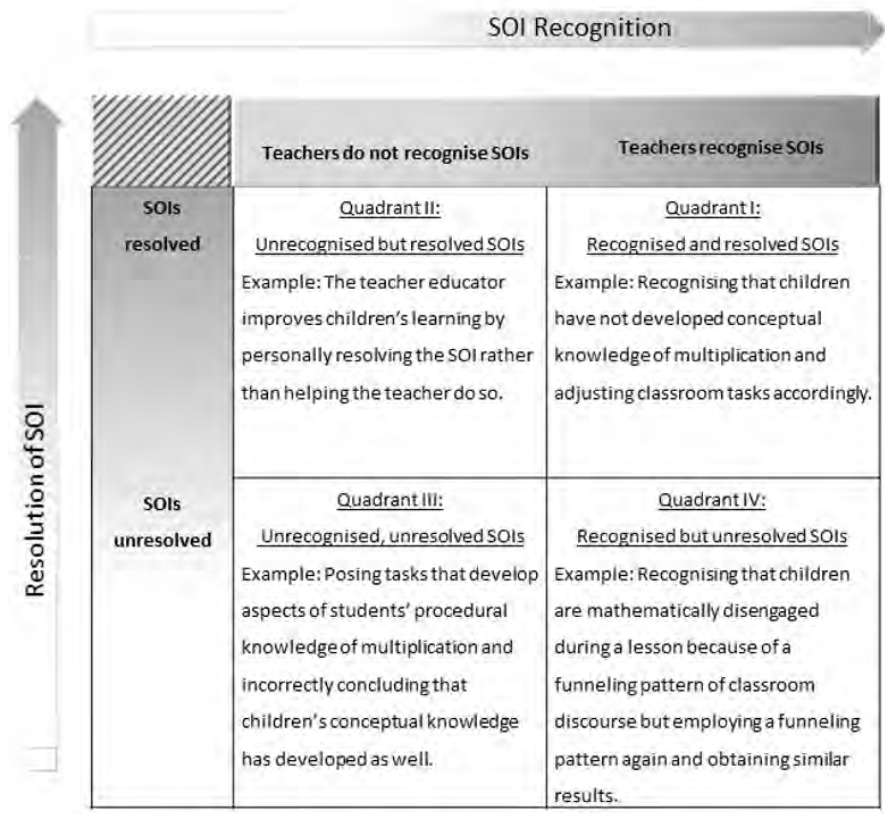 SOI Recognition
Resolution of SOI
Teachers do not recognise SOIs
Teachers recognise SOIs
SOIs
resolved
Quadrant II:
Unrecognised but resolved SOIs
Example: The teacher educator
improves children's learning by
personally resolving the SOI rather
than helping the teacher do so.
Quadrant I:
Recognised and resolved SOIs
Example: Recognising that children
have not developed conceptual
knowledge of multiplication and
adjusting classroom tasks accordingly.
SOIs
unresolved
Quadrant III:
Unrecognised, unresolved SOIs
Example: Posing tasks that develop
aspects of students' procedural
knowledge of multiplication and
incorrectly concluding that
children's conceptual knowledge
has developed as well.
Quadrant IV:
Recognised but unresolved SOIs
Example: Recognising that children
are mathematically disengaged
during a lesson because of a
funneling pattern of classroom
discourse but employing a funneling
pattern again and obtaining similar
results.